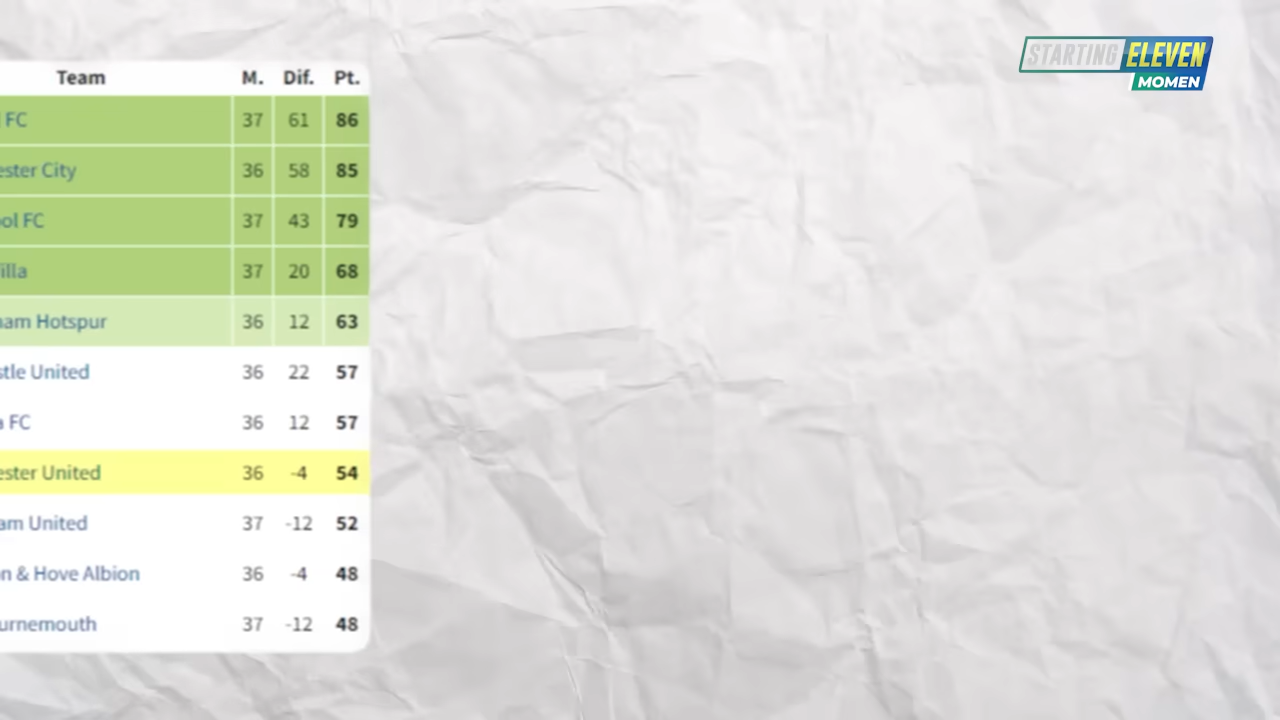 STARTING ELEVEN
MOMEN
Team M. Dif. Pt.
FC 37 61 86
ester City 36 58 85
ol FC 37 43 79
illa 37 20 68
am Hotspur 36 12 63
stle United 36 22 57
FC 36 12 57
ester United 36 -4 54
am United 37 -12 52
n & Hove Albion 36 -4 48
urnemouth 37 -12 48